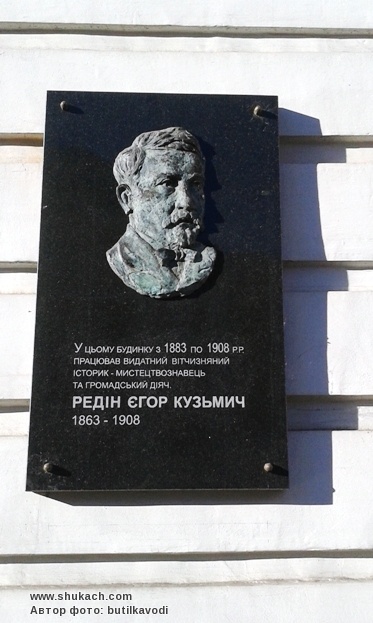 У ЦЬОМУ БУДИНКУ З 1883 ПО 1908 Р.Р.
ПРАЦЮВАВ ВИДАТНИЙ ВІТЧИЗНЯНИЙ
ІСТОРИК - МИСТЕЦТВОЗНАВЕЦЬ
ТА ГРОМАДСЬКИЙ ДІЯЧ.
РЕДІН ЄГОР КУЗЬМИЧ
1863 - 1908
www.shukach.com
Автор фото: butilkavodi